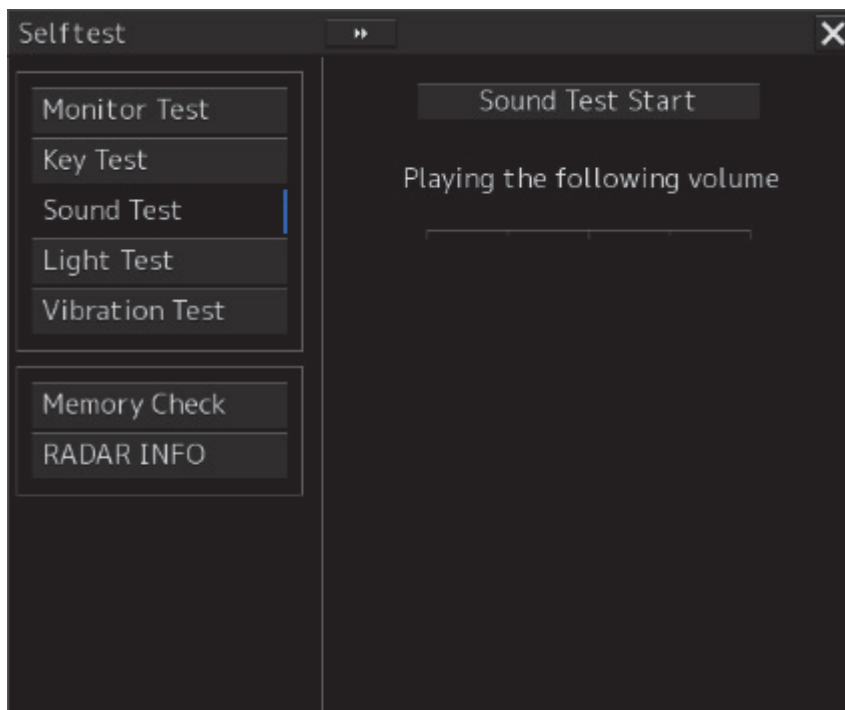 Selftest
Monitor Test
Key Test
Sound Test
Light Test
Vibration Test
Memory Check
RADAR INFO
Sound Test Start
Playing the following volume